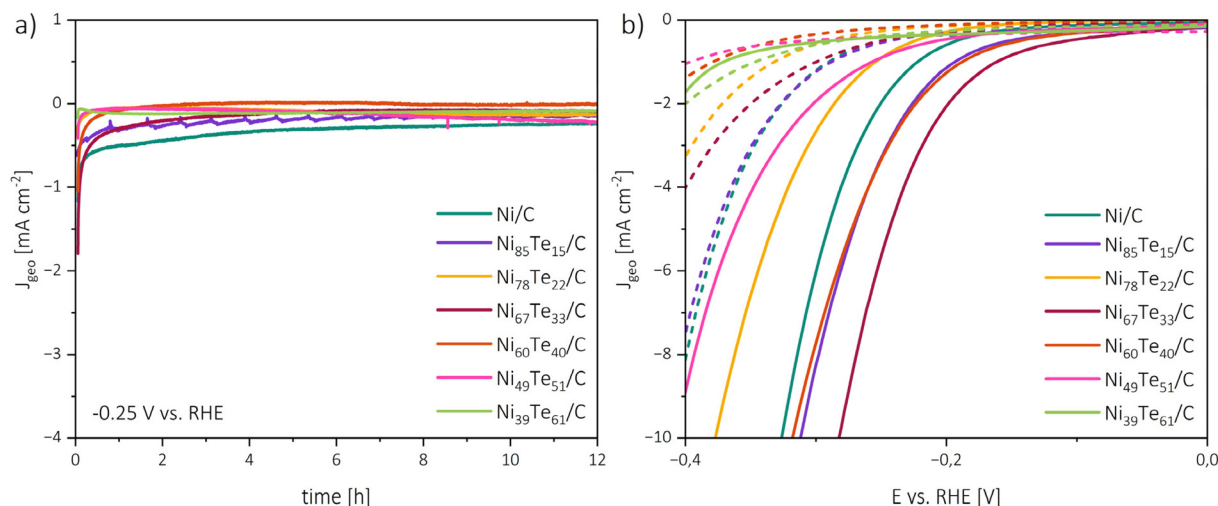 a)
1
0
−1
−2
−3
−4
J_geo [mA cm⁻²]
Ni/C
Ni₈₅Te₁₅/C
Ni₇₈Te₂₂/C
Ni₆₇Te₃₃/C
Ni₆₀Te₄₀/C
Ni₄₉Te₅₁/C
Ni₃₉Te₆₁/C
-0.25 V vs. RHE
0 2 4 6 8 10 12
time [h]
b)
0
−2
−4
−6
−8
−10
J_geo [mA cm⁻²]
Ni/C
Ni₈₅Te₁₅/C
Ni₇₈Te₂₂/C
Ni₆₇Te₃₃/C
Ni₆₀Te₄₀/C
Ni₄₉Te₅₁/C
Ni₃₉Te₆₁/C
−0,4 −0,2 0,0
E vs. RHE [V]